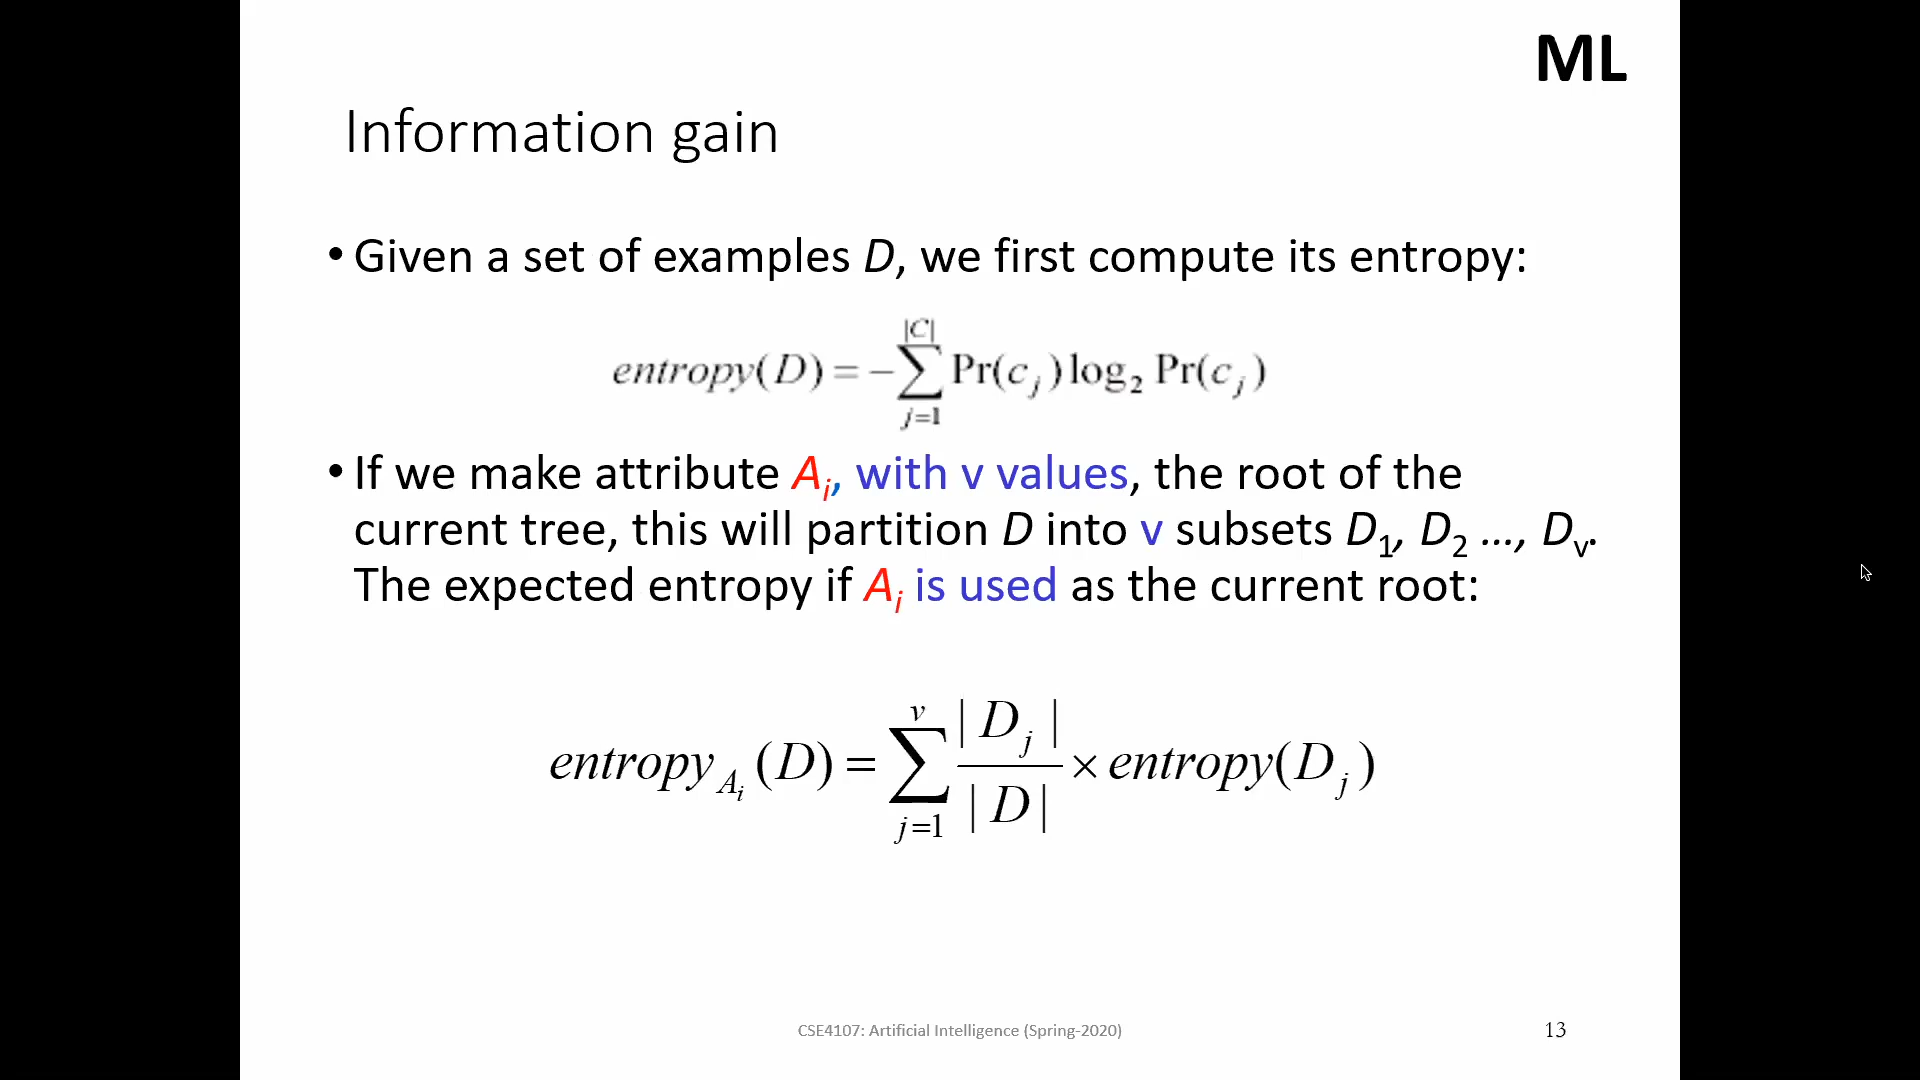 ML
Information gain
• Given a set of examples D, we first compute its entropy:
entropy(D) = −∑_{j=1}^{|C|} Pr(c_j) log₂ Pr(c_j)
• If we make attribute A_i, with v values, the root of the
current tree, this will partition D into v subsets D₁, D₂ …, D_v.
The expected entropy if A_i is used as the current root:
entropy_{A_i}(D) = ∑_{j=1}^{v} |D_j| / |D| × entropy(D_j)
CSE4107: Artificial Intelligence (Spring-2020)
13